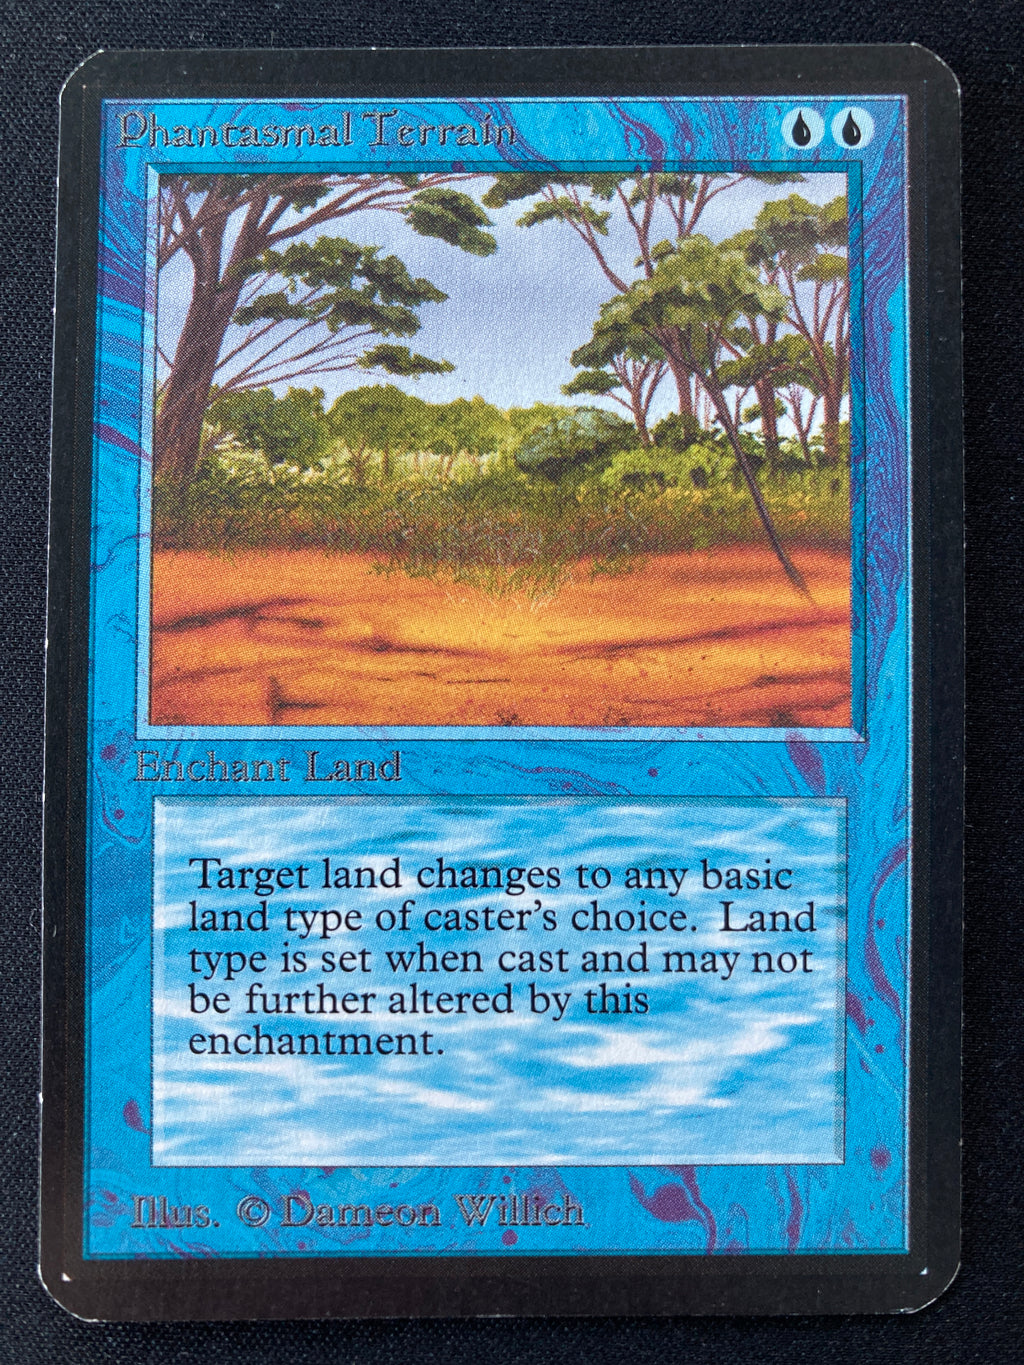 Phantasmal Terrain
Enchant Land
Target land changes to any basic
land type of caster's choice. Land
type is set when cast and may not
be further altered by this
enchantment.
Illus. © Dameon Willich